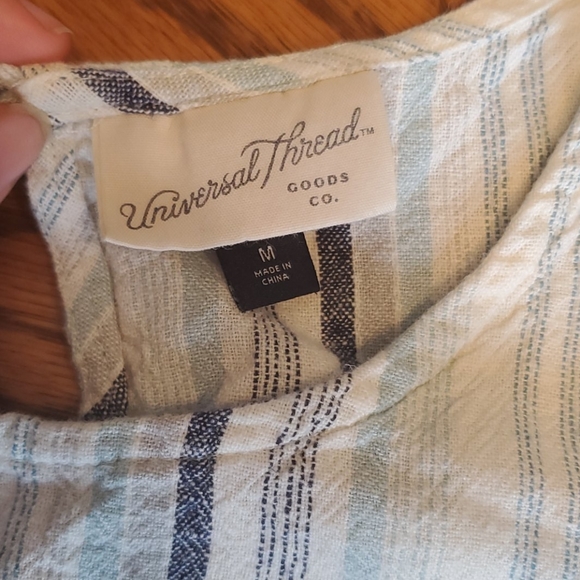 Universal Thread™
GOODS
CO.
M
MADE IN
CHINA